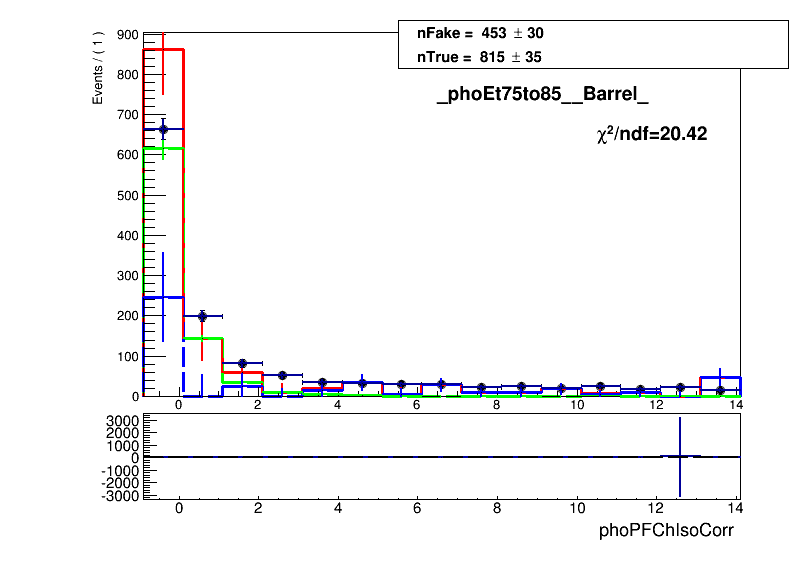 nFake = 453 ± 30
nTrue = 815 ± 35
_phoEt75to85__Barrel_
χ²/ndf=20.42
Events / ( 1 )
900
800
700
600
500
400
300
200
100
0
0 2 4 6 8 10 12 14
3000
2000
1000
0
-1000
-2000
-3000
0 2 4 6 8 10 12 14
phoPFChIsoCorr